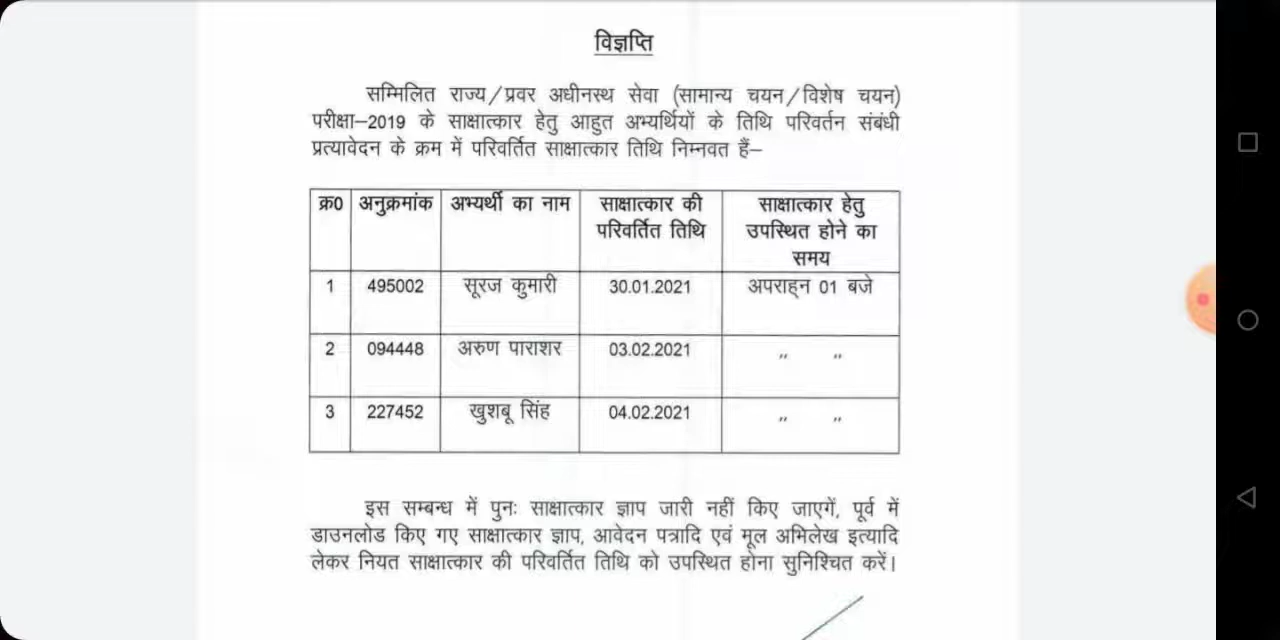 विज्ञप्ति
सम्मिलित राज्य/प्रवर अधीनस्थ सेवा (सामान्य चयन/विशेष चयन)
परीक्षा–2019 के साक्षात्कार हेतु आहुत अभ्यर्थियों के तिथि परिवर्तन संबंधी
प्रत्यावेदन के क्रम में परिवर्तित साक्षात्कार तिथि निम्नवत हैं–
क्र0 अनुक्रमांक अभ्यर्थी का नाम साक्षात्कार की साक्षात्कार हेतु
परिवर्तित तिथि उपस्थित होने का
समय
1 495002 सूरज कुमारी 30.01.2021 अपराह्न 01 बजे
2 094448 अरुण पाराशर 03.02.2021 ,, ,,
3 227452 खुशबू सिंह 04.02.2021 ,, ,,
इस सम्बन्ध में पुनः साक्षात्कार ज्ञाप जारी नहीं किए जाएगें, पूर्व में
डाउनलोड किए गए साक्षात्कार ज्ञाप, आवेदन पत्रादि एवं मूल अभिलेख इत्यादि
लेकर नियत साक्षात्कार की परिवर्तित तिथि को उपस्थित होना सुनिश्चित करें।